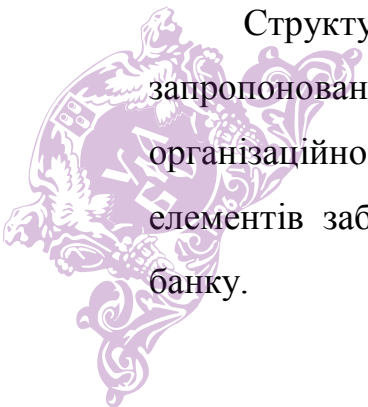 Структу
запропонован
організаційно
елементів заб
банку.